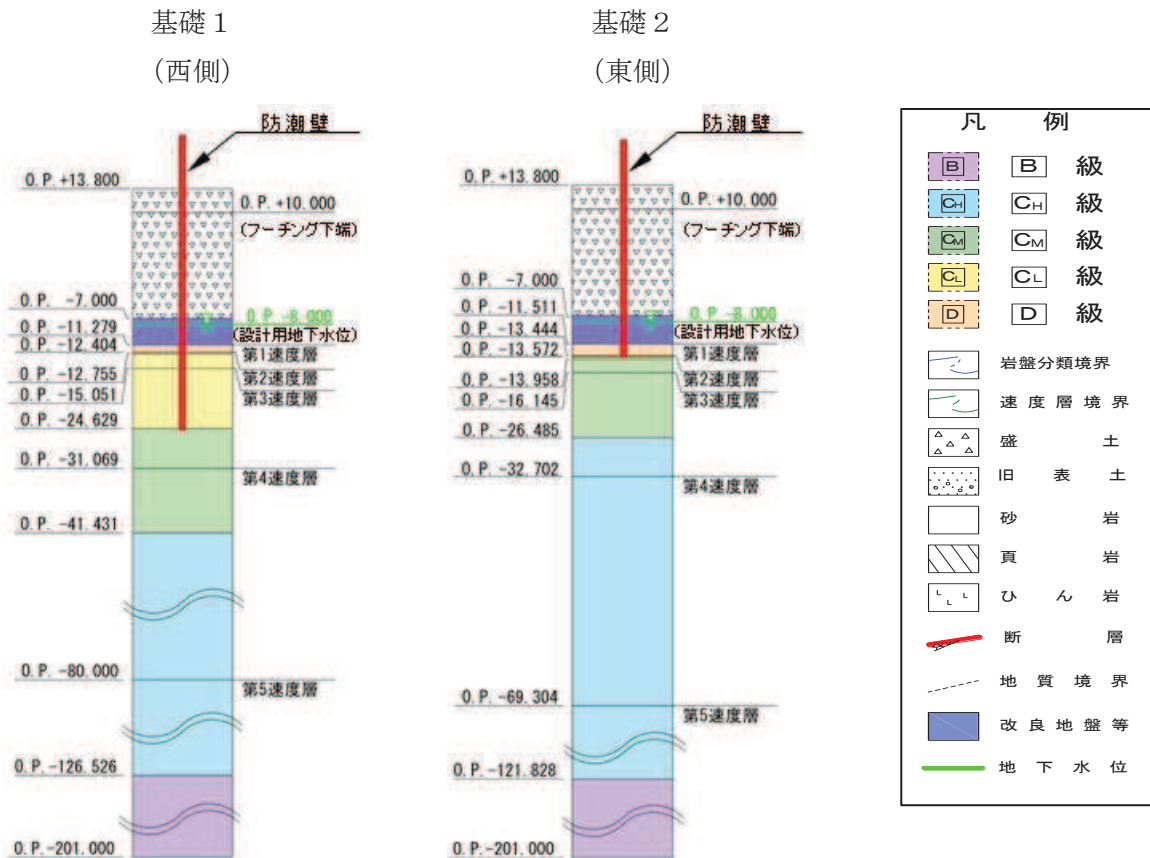 基礎1
(西側)
防潮壁
O.P.+13.800
O.P.+10.000
(フーチング下端)
O.P. -7.000
O.P. -8.000
(設計用地下水位)
O.P. -11.279
O.P. -12.404
第1速度層
O.P. -12.755
第2速度層
O.P. -15.051
第3速度層
O.P. -24.629
O.P. -31.069
第4速度層
O.P. -41.431
O.P. -80.000
第5速度層
O.P.-126.526
O.P.-201.000
基礎2
(東側)
防潮壁
O.P.+13.800
O.P.+10.000
(フーチング下端)
O.P. -7.000
O.P. -8.000
(設計用地下水位)
O.P. -11.511
O.P. -13.444
第1速度層
O.P. -13.572
第2速度層
O.P. -13.958
第3速度層
O.P. -16.145
O.P. -26.485
O.P. -32.702
第4速度層
O.P. -69.304
第5速度層
O.P.-121.828
O.P.-201.000
凡 例
B B 級
CH CH 級
CM CM 級
CL CL 級
D D 級
岩盤分類境界
速度層境界
盛土
旧表土
砂岩
頁岩
ひん岩
断層
地質境界
改良地盤等
地下水位